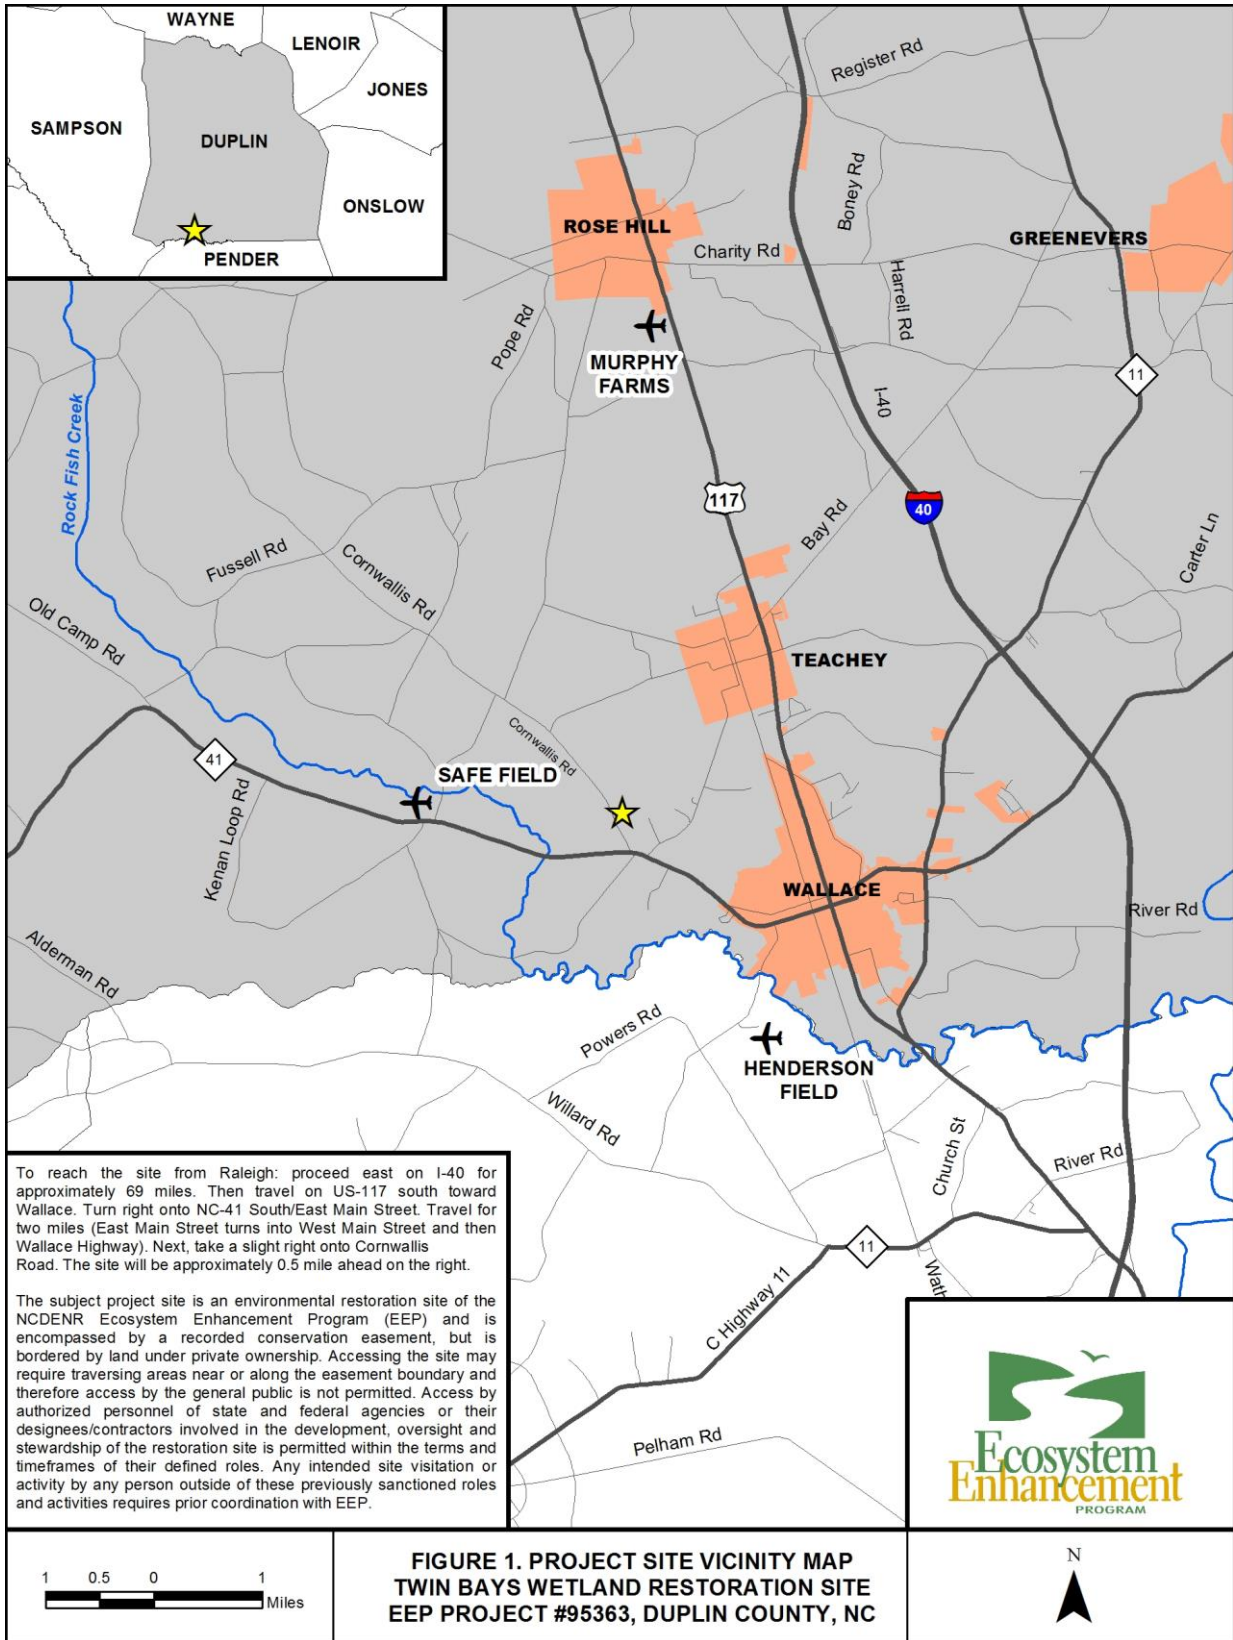 WAYNE
LENOIR
JONES
SAMPSON
DUPLIN
ONSLOW
PENDER
Register Rd
Boney Rd
ROSE HILL
GREENEVERS
Charity Rd
Harrell Rd
Pope Rd
MURPHY
FARMS
11
I-40
Rock Fish Creek
117
40
Bay Rd
Carter Ln
Fussell Rd
Cornwallis Rd
Old Camp Rd
TEACHEY
Cornwallis Rd
41
SAFE FIELD
Kenan Loop Rd
WALLACE
River Rd
Alderman Rd
Powers Rd
HENDERSON
FIELD
Willard Rd
Church St
River Rd
11
Wath
C Highway 11
Pelham Rd
To reach the site from Raleigh: proceed east on I-40 for
approximately 69 miles. Then travel on US-117 south toward
Wallace. Turn right onto NC-41 South/East Main Street. Travel for
two miles (East Main Street turns into West Main Street and then
Wallace Highway). Next, take a slight right onto Cornwallis
Road. The site will be approximately 0.5 mile ahead on the right.
The subject project site is an environmental restoration site of the
NCDENR Ecosystem Enhancement Program (EEP) and is
encompassed by a recorded conservation easement, but is
bordered by land under private ownership. Accessing the site may
require traversing areas near or along the easement boundary and
therefore access by the general public is not permitted. Access by
authorized personnel of state and federal agencies or their
designees/contractors involved in the development, oversight and
stewardship of the restoration site is permitted within the terms and
timeframes of their defined roles. Any intended site visitation or
activity by any person outside of these previously sanctioned roles
and activities requires prior coordination with EEP.
Ecosystem
Enhancement
PROGRAM
1 0.5 0 1
Miles
FIGURE 1. PROJECT SITE VICINITY MAP
TWIN BAYS WETLAND RESTORATION SITE
EEP PROJECT #95363, DUPLIN COUNTY, NC
N